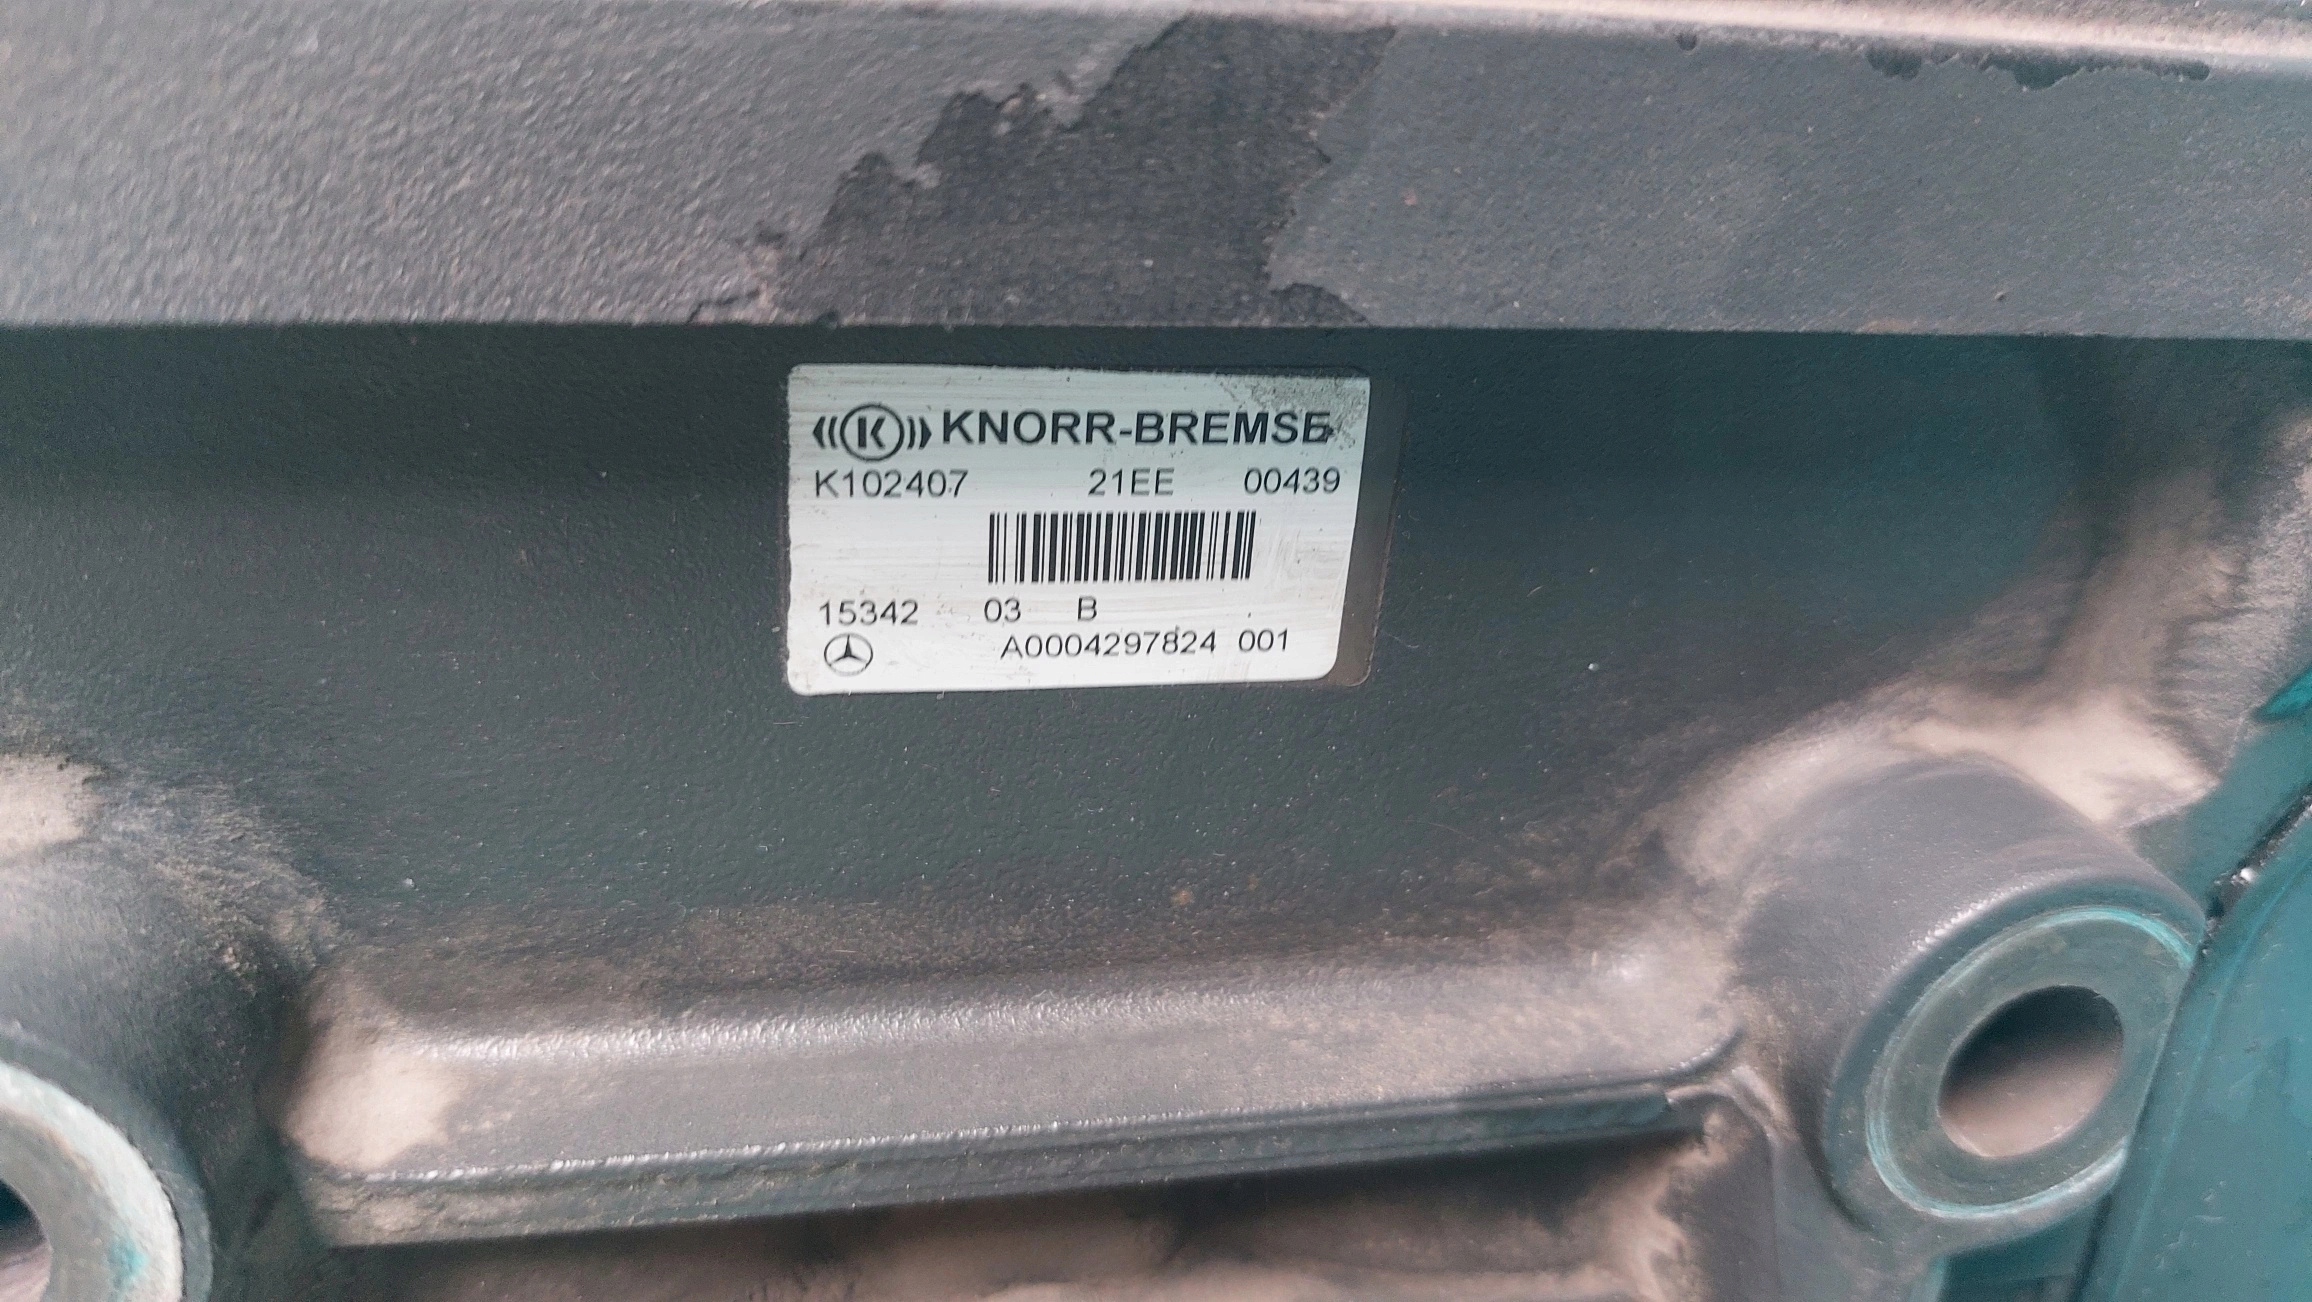 K KNORR-BREMSE
K102407 21EE 00439
15342 03 B
A0004297824 001